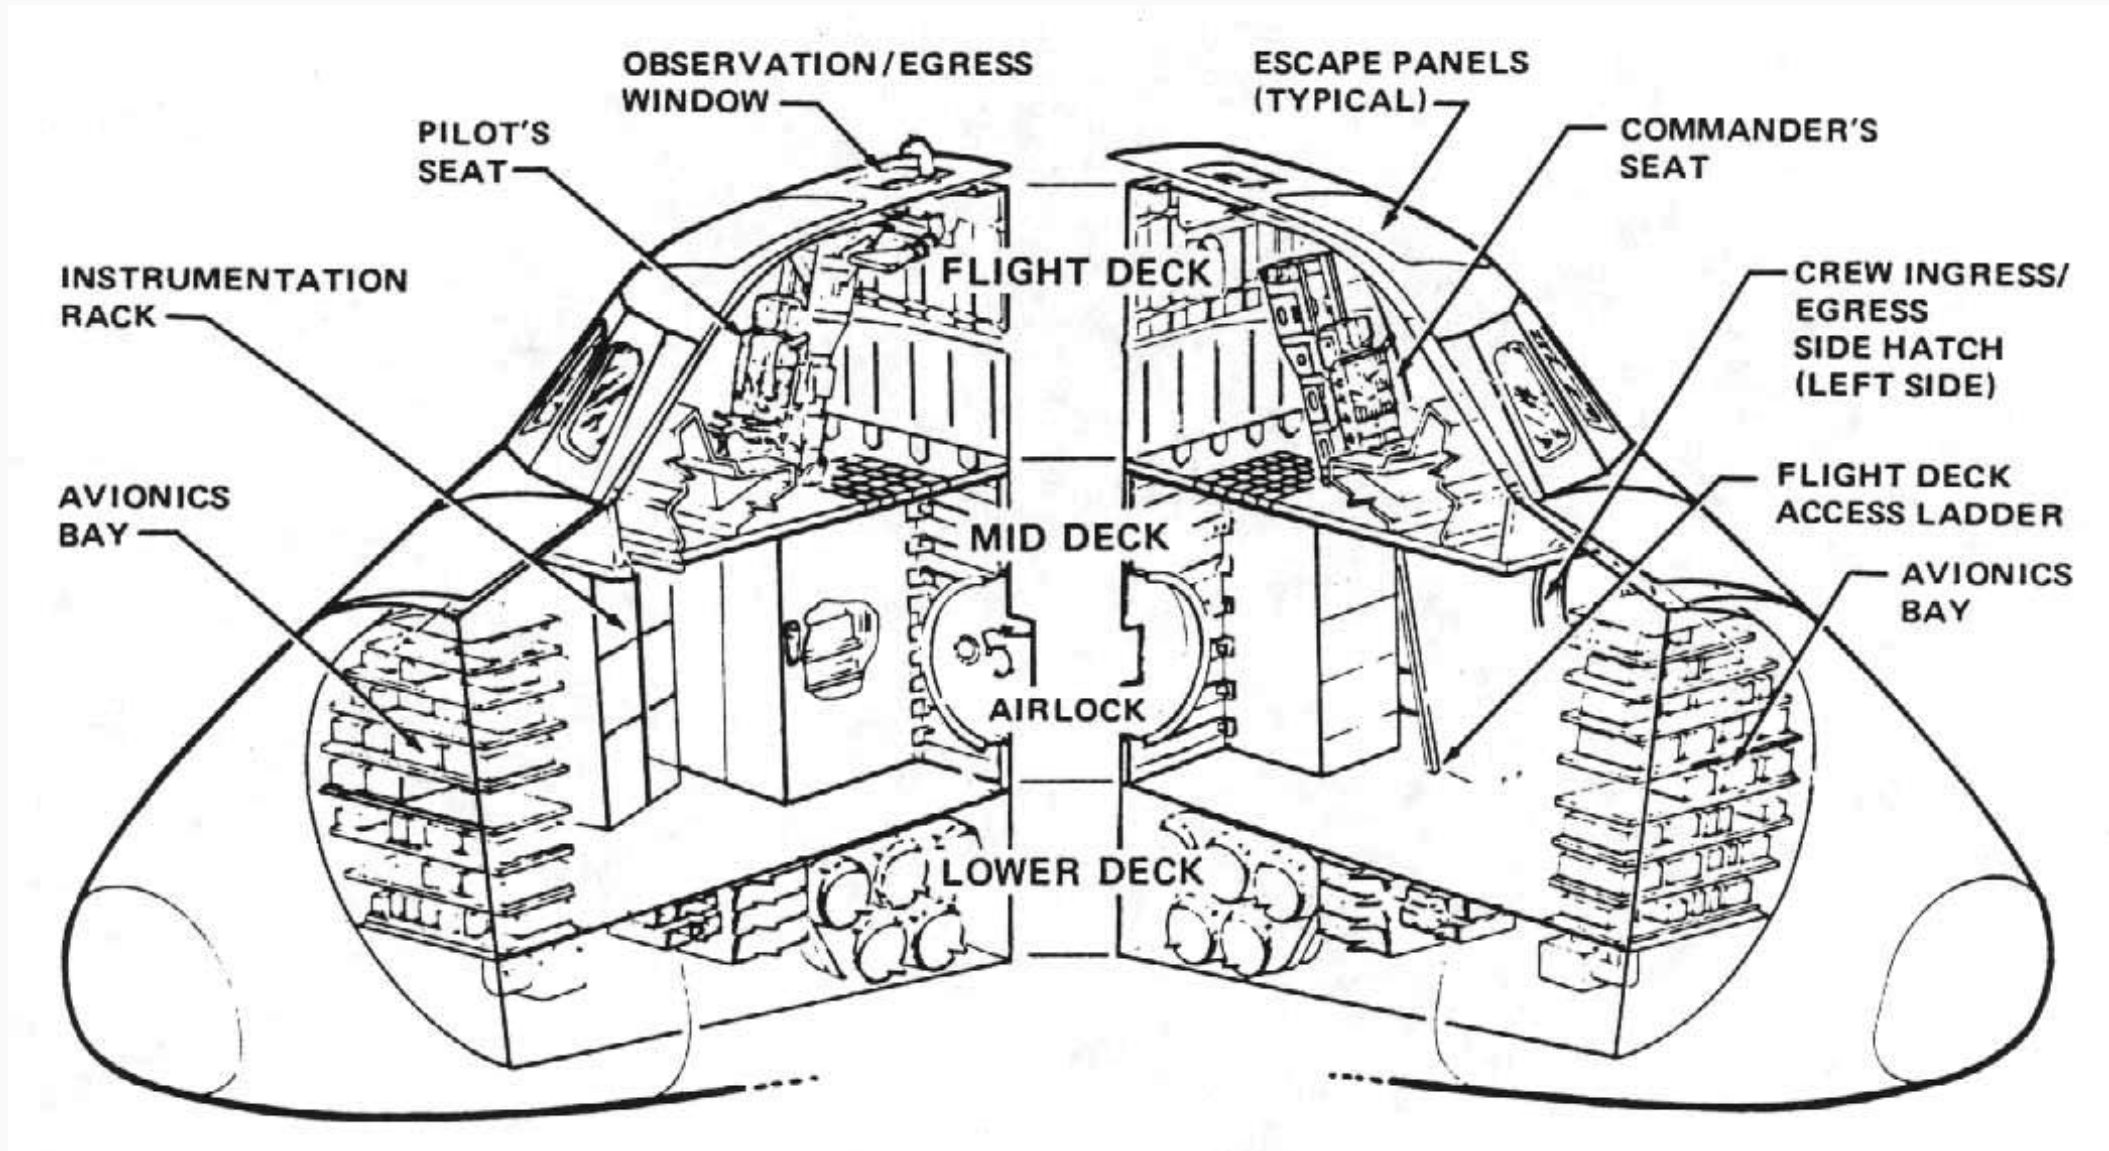 OBSERVATION/EGRESS
WINDOW
ESCAPE PANELS
(TYPICAL)
PILOT'S
SEAT
COMMANDER'S
SEAT
INSTRUMENTATION
RACK
FLIGHT DECK
CREW INGRESS/
EGRESS
SIDE HATCH
(LEFT SIDE)
AVIONICS
BAY
MID DECK
FLIGHT DECK
ACCESS LADDER
AVIONICS
BAY
AIRLOCK
LOWER DECK